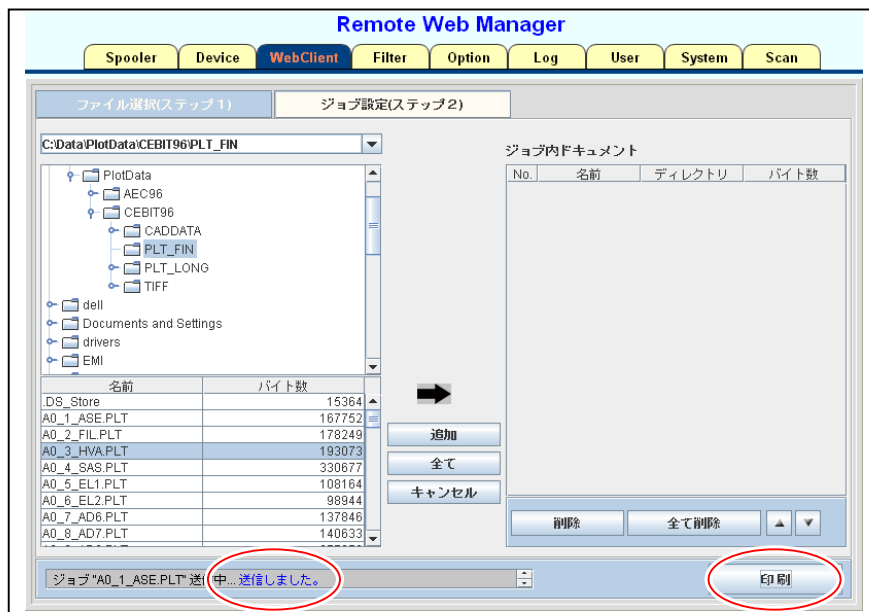 Remote Web Manager
Spooler Device WebClient Filter Option Log User System Scan
ファイル選択(ステップ1) ジョブ設定(ステップ2)
C:\Data\PlotData\CEBIT96\PLT_FIN
ジョブ内ドキュメント
No. 名前 ディレクトリ バイト数
PlotData
AEC96
CEBIT96
CADDATA
PLT_FIN
PLT_LONG
TIFF
dell
Documents and Settings
drivers
EMI
名前 バイト数
.DS_Store 15364
A0_1_ASE.PLT 167752
A0_2_FIL.PLT 178249
A0_3_HVA.PLT 193073
A0_4_SAS.PLT 330677
A0_5_EL1.PLT 108164
A0_6_EL2.PLT 98944
A0_7_AD6.PLT 137846
A0_8_AD7.PLT 140633
追加
全て
キャンセル
削除 全て削除
ジョブ"A0_1_ASE.PLT"送信中...送信しました。
印刷